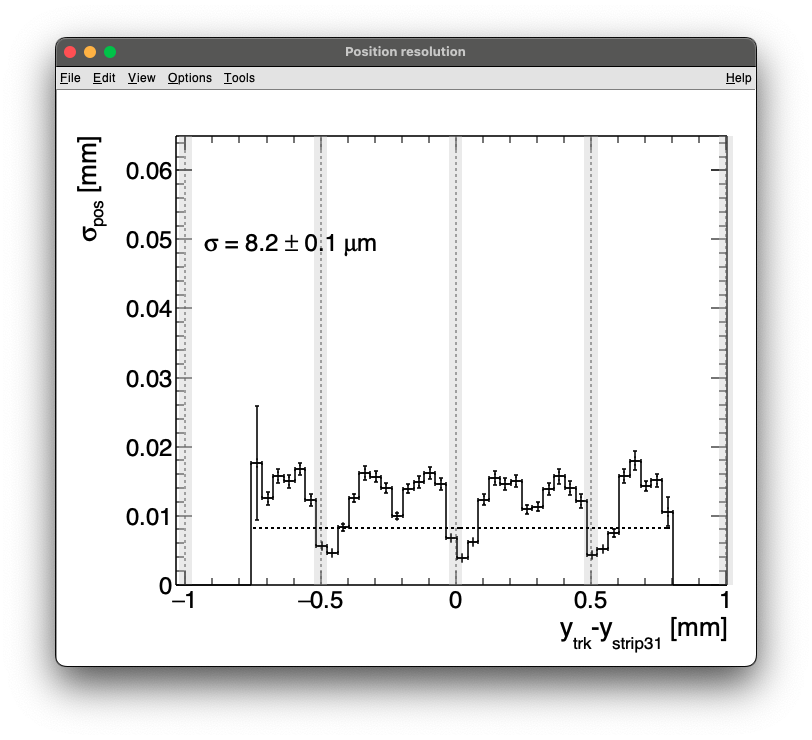 Position resolution
File Edit View Options Tools Help
σpos [mm]
0.06
0.05
σ = 8.2 ± 0.1 μm
0.04
0.03
0.02
0.01
0
−1 −0.5 0 0.5 1
ytrk-ystrip31 [mm]